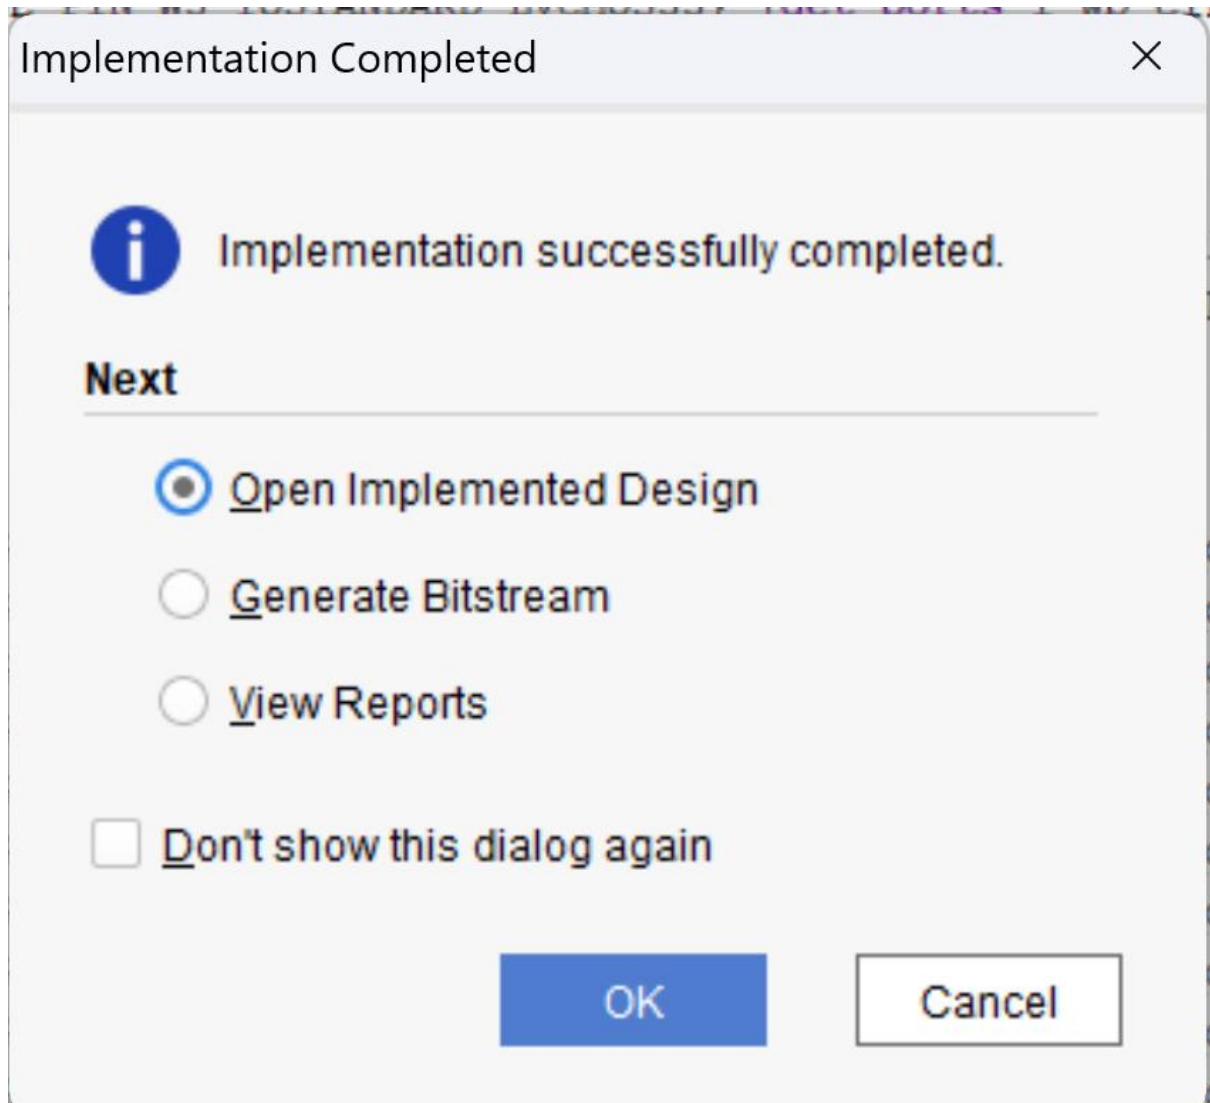 Implementation Completed
Implementation successfully completed.
Next
Open Implemented Design
Generate Bitstream
View Reports
Don't show this dialog again
OK
Cancel